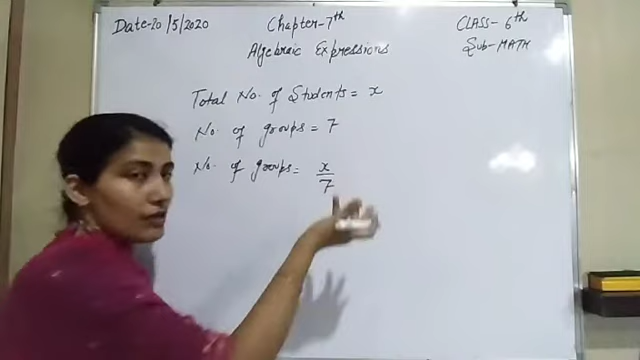 Date-20/5/2020 Chapter-7th CLASS- 6th
Algebraic Expressions Sub-MATH
Total No. of Students = x
No. of groups = 7
No. of groups = x/7